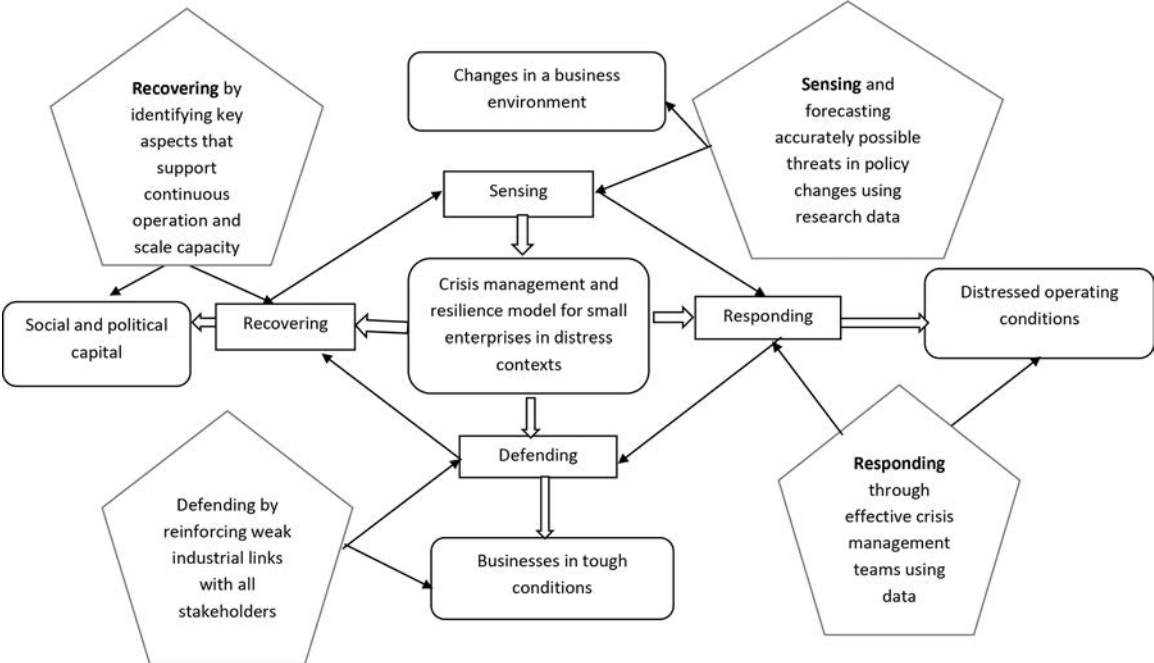 Recovering by
identifying key
aspects that
support
continuous
operation and
scale capacity
Changes in a business
environment
Sensing and
forecasting
accurately possible
threats in policy
changes using
research data
Sensing
Social and political
capital
Recovering
Crisis management and
resilience model for small
enterprises in distress
contexts
Responding
Distressed operating
conditions
Defending
Defending by
reinforcing weak
industrial links
with all
stakeholders
Businesses in tough
conditions
Responding
through
effective crisis
management
teams using
data